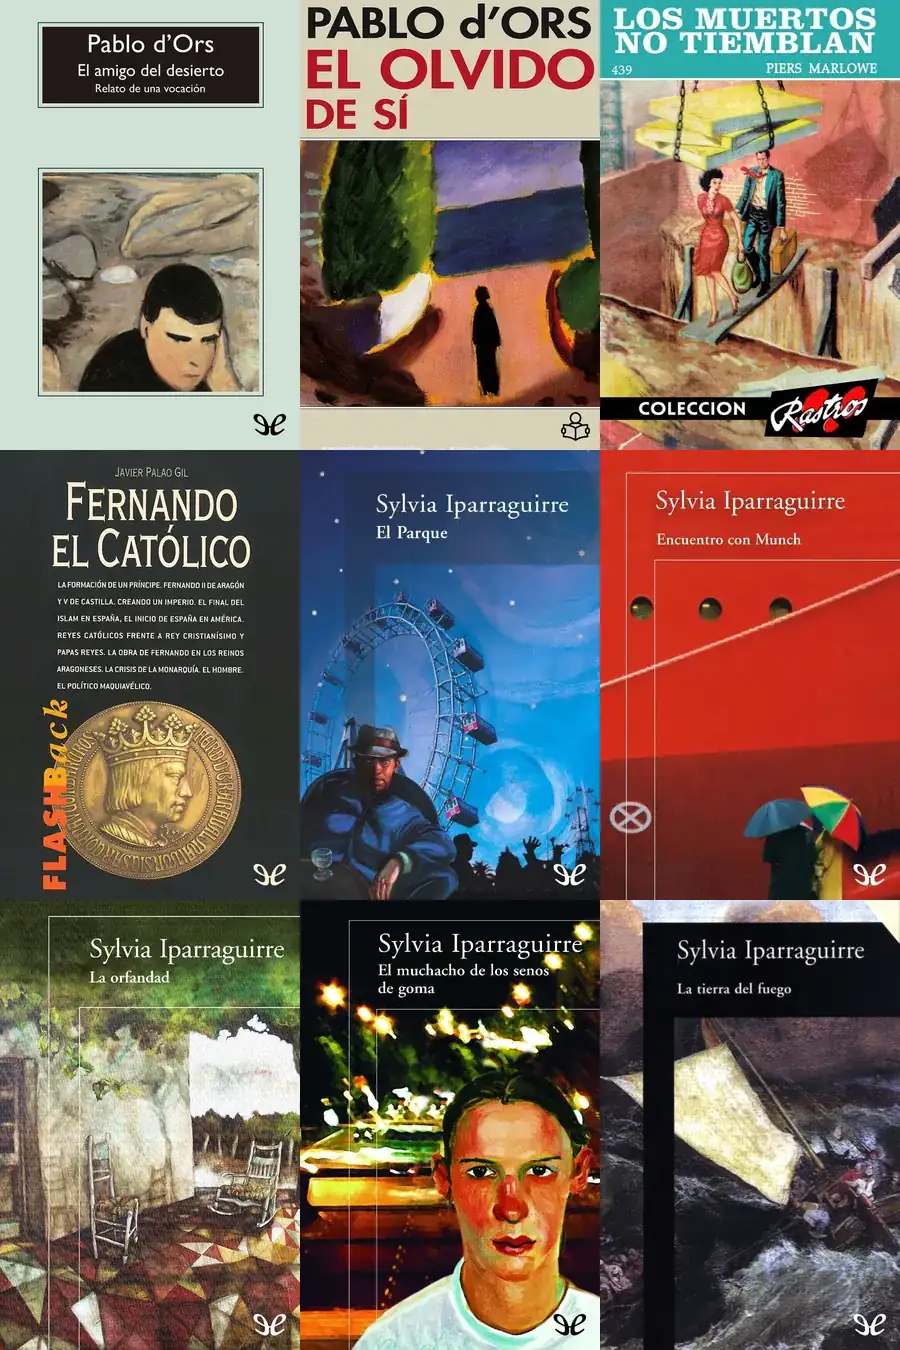 Pablo d'Ors
El amigo del desierto
Relato de una vocación
PABLO d'ORS
EL OLVIDO
DE SÍ
LOS MUERTOS
NO TIEMBLAN
439
PIERS MARLOWE
COLECCION
Rastros
JAVIER PALAO GIL
FERNANDO
EL CATÓLICO
LA FORMACIÓN DE UN PRÍNCIPE. FERNANDO II DE ARAGÓN
Y V DE CASTILLA. CREANDO UN IMPERIO. EL FINAL DEL
ISLAM EN ESPAÑA, EL INICIO DE ESPAÑA EN AMÉRICA.
REYES CATÓLICOS FRENTE A REY CRISTIANÍSIMO Y
PAPAS REYES. LA OBRA DE FERNANDO EN LOS REINOS
ARAGONESES. LA CRISIS DE LA MONARQUÍA. EL HOMBRE.
EL POLÍTICO MAQUIAVÉLICO.
FLASHBack
Sylvia Iparraguirre
El Parque
Sylvia Iparraguirre
Encuentro con Munch
Sylvia Iparraguirre
La orfandad
Sylvia Iparraguirre
El muchacho de los senos
de goma
Sylvia Iparraguirre
La tierra del fuego